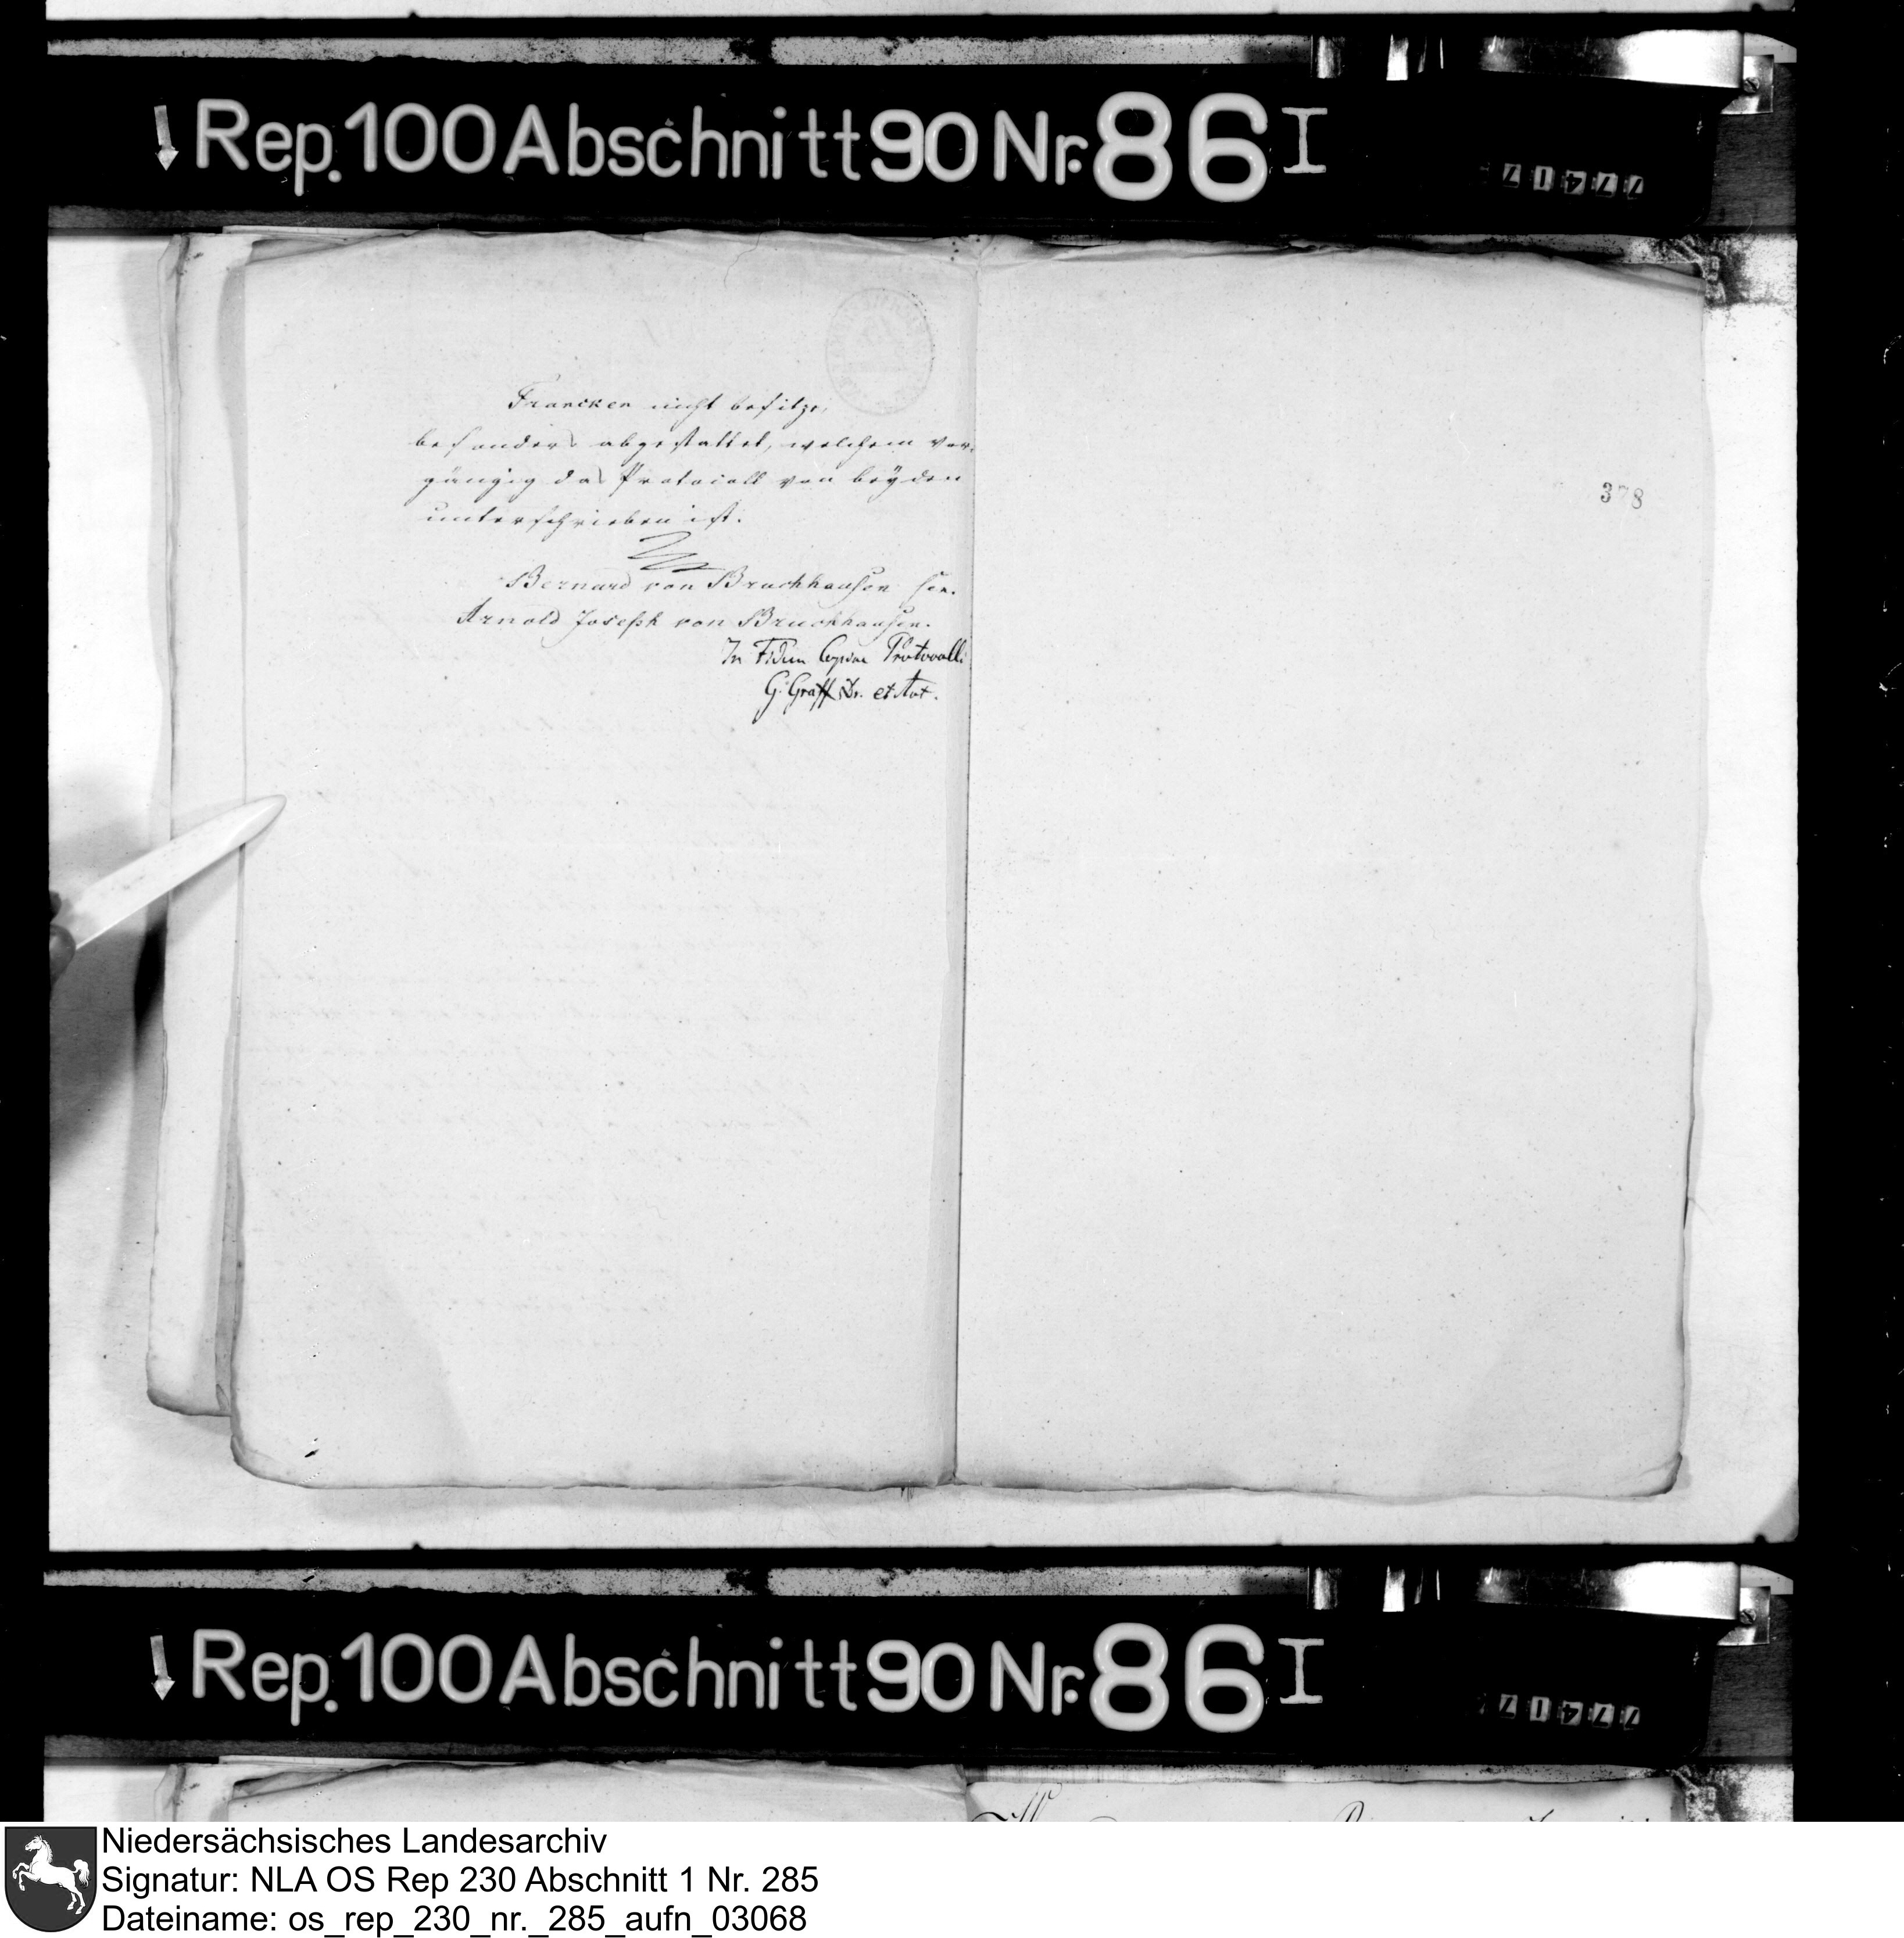 Rep. 100 Abschnitt 90 Nr. 86 I
Francken nicht besitze,
besonders abgestattet, welchem vor-
gängig das Protocoll von beyden
unterschrieben ist.
Bernard von Bruchhausen sen.
Arnold Joseph von Bruchhausen.
In Fidem Copiae Protocolli
G. Graff Dr. et Not.
378
Rep. 100 Abschnitt 90 Nr. 86 I
Niedersächsisches Landesarchiv
Signatur: NLA OS Rep 230 Abschnitt 1 Nr. 285
Dateiname: os_rep_230_nr._285_aufn_03068